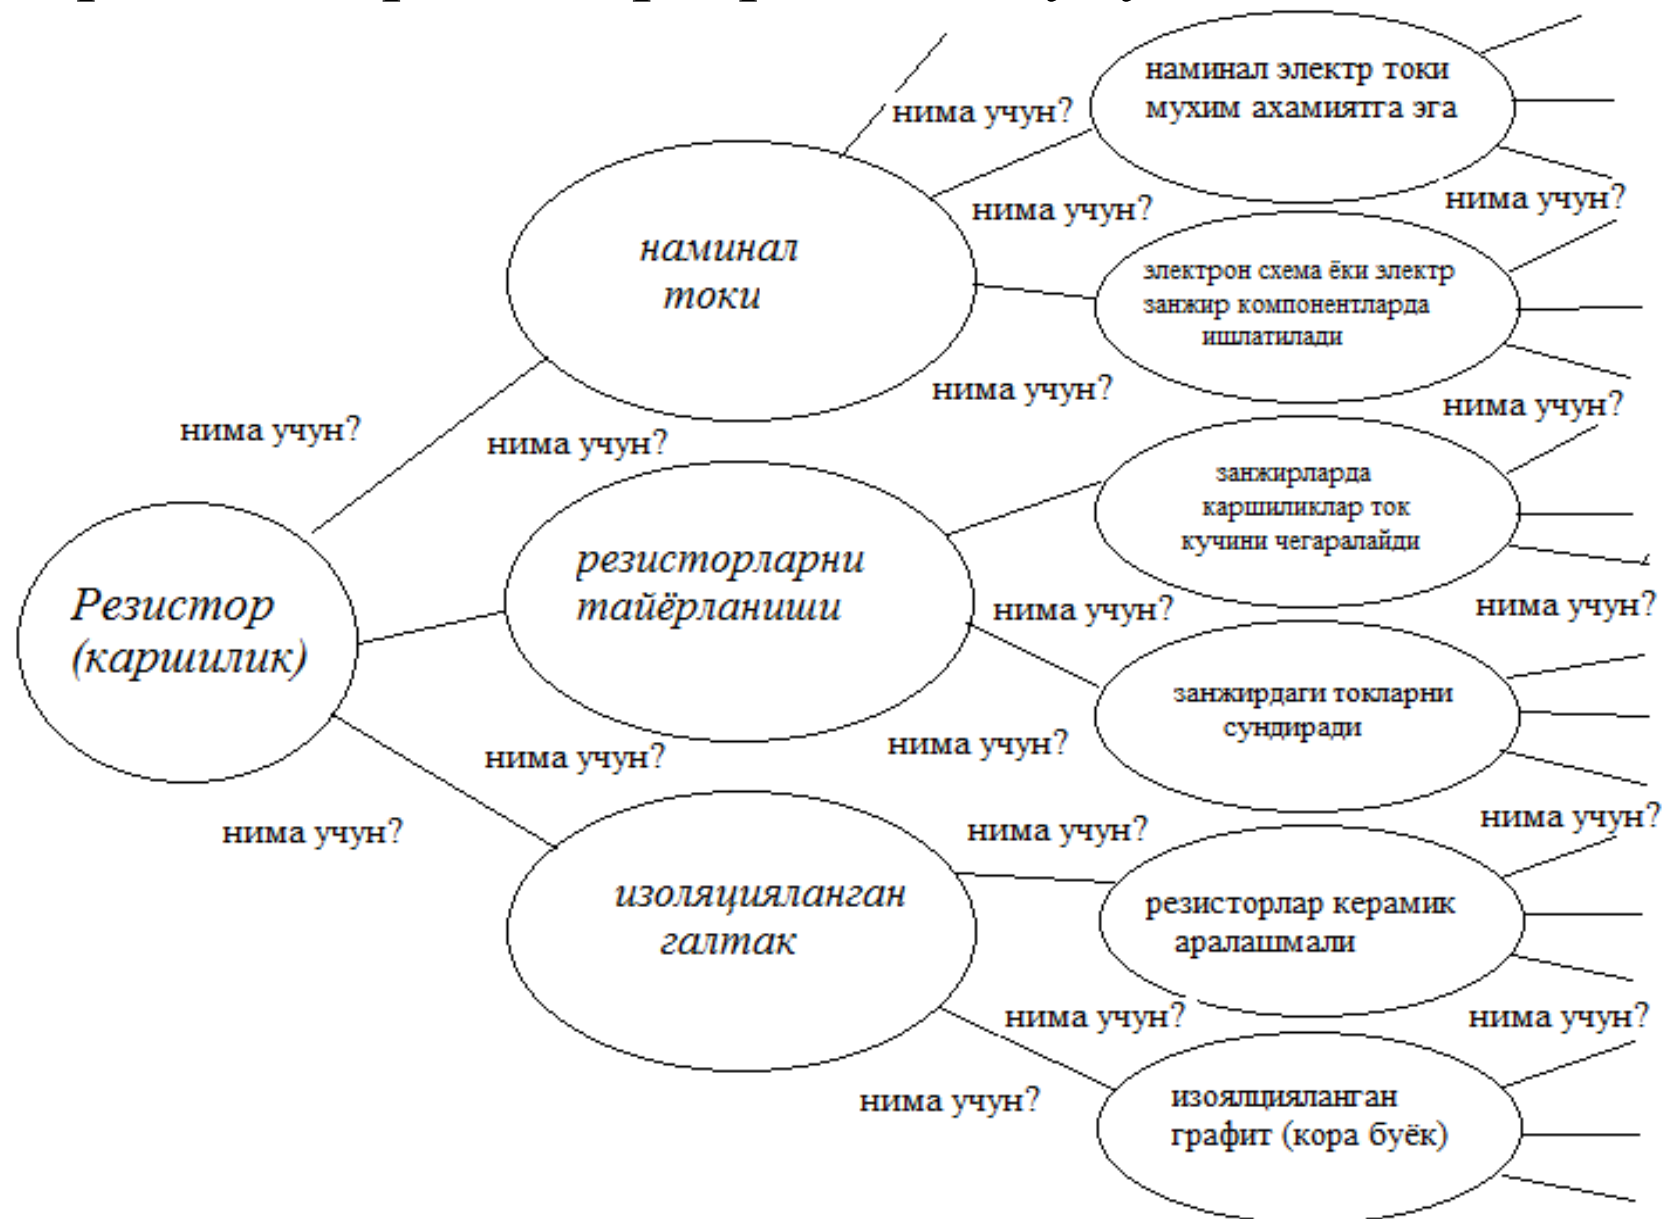 нима учун?
наминал электр токи
мухим ахамиятга эга
нима учун?
нима учун?
наминал
токи
электрон схема ёки электр
занжир компонентларда
ишлатилади
нима учун?
нима учун?
нима учун?
нима учун?
занжирларда
каршиликлар ток
кучини чегаралайди
резисторларни
тайёрланиши
Резистор
(каршилик)
нима учун?
нима учун?
занжирдаги токларни
сундиради
нима учун?
нима учун?
нима учун?
нима учун?
нима учун?
изоляцияланган
галтак
резисторлар керамик
аралашмали
нима учун?
нима учун?
нима учун?
изоялцияланган
графит (кора буёк)